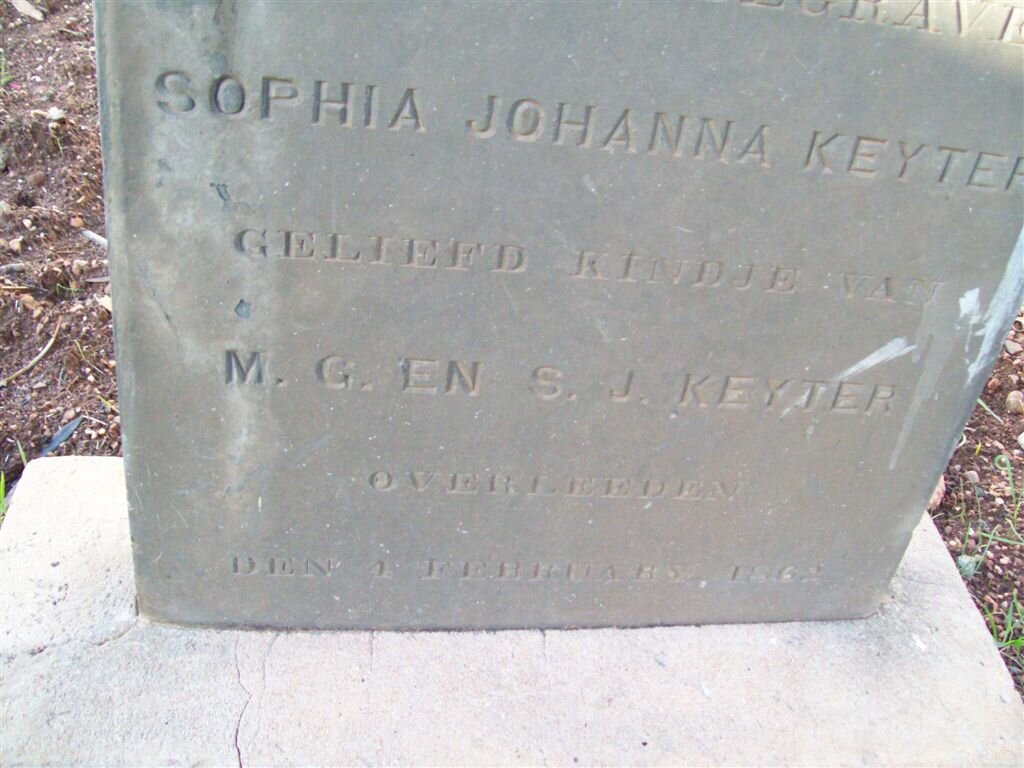 SOPHIA JOHANNA KEYTER
GELIEFD KINDJE VAN
M. G. EN S. J. KEYTER
OVERLEEDEN
DEN 4 FEBRUARY 1862